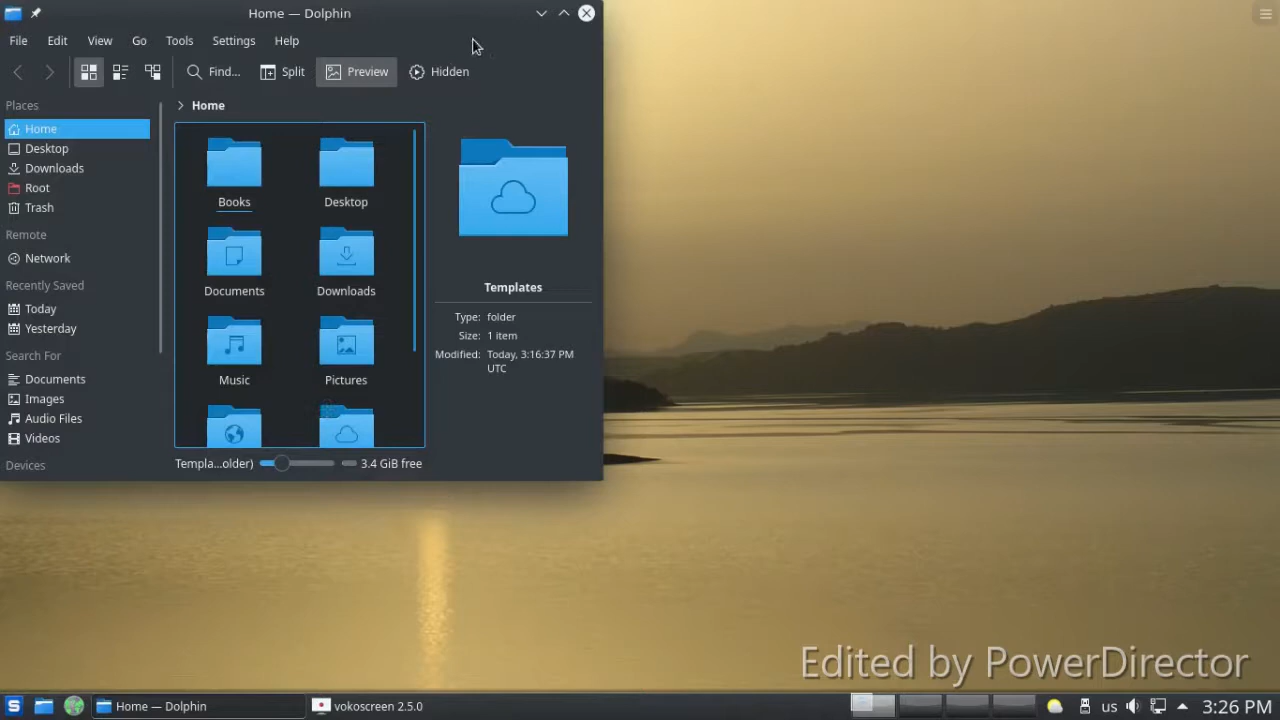 Home — Dolphin
File Edit View Go Tools Settings Help
Find... Split Preview Hidden
Places
Home
Desktop
Downloads
Root
Trash
Remote
Network
Recently Saved
Today
Yesterday
Search For
Documents
Images
Audio Files
Videos
Devices
Home
Books Desktop
Documents Downloads
Music Pictures
Templa...older) 3.4 GiB free
Templates
Type: folder
Size: 1 item
Modified: Today, 3:16:37 PM
UTC
Edited by PowerDirector
Home — Dolphin vokoscreen 2.5.0 us 3:26 PM